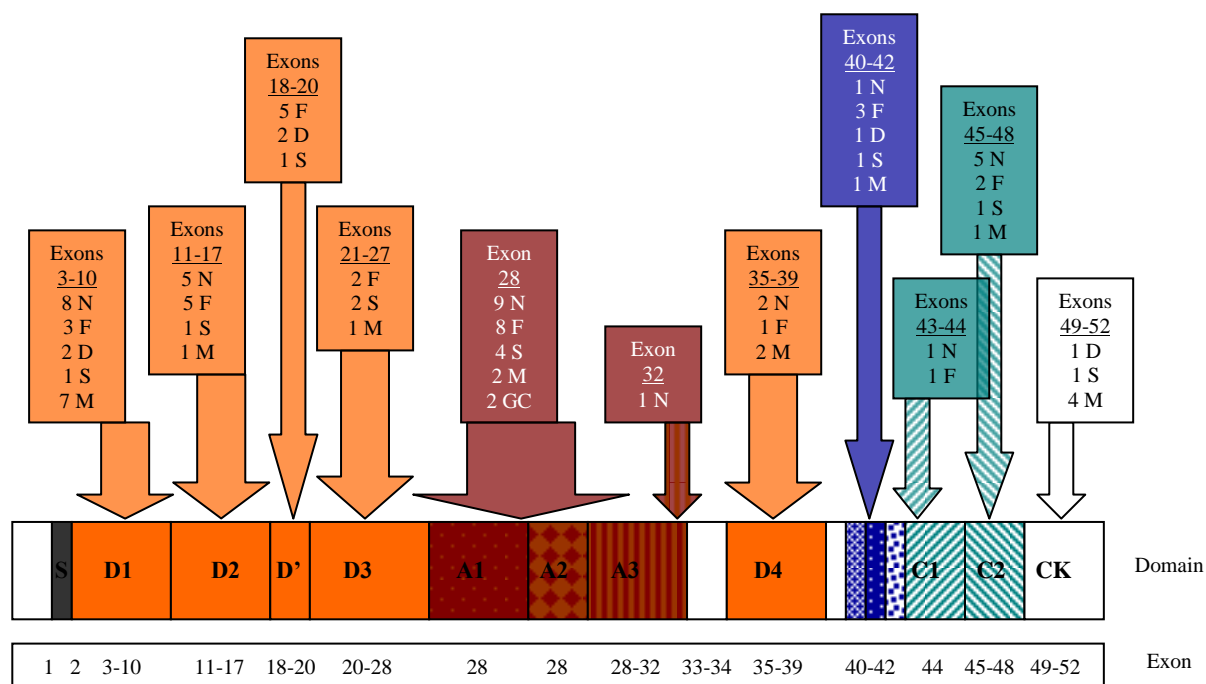 Exons
3-10
8 N
3 F
2 D
1 S
7 M
Exons
11-17
5 N
5 F
1 S
1 M
Exons
18-20
5 F
2 D
1 S
Exons
21-27
2 F
2 S
1 M
Exon
28
9 N
8 F
4 S
2 M
2 GC
Exon
32
1 N
Exons
35-39
2 N
1 F
2 M
Exons
40-42
1 N
3 F
1 D
1 S
1 M
Exons
43-44
1 N
1 F
Exons
45-48
5 N
2 F
1 S
1 M
Exons
49-52
1 D
1 S
4 M
S D1 D2 D’ D3 A1 A2 A3 D4 C1 C2 CK Domain
1 2 3-10 11-17 18-20 20-28 28 28 28-32 33-34 35-39 40-42 44 45-48 49-52 Exon